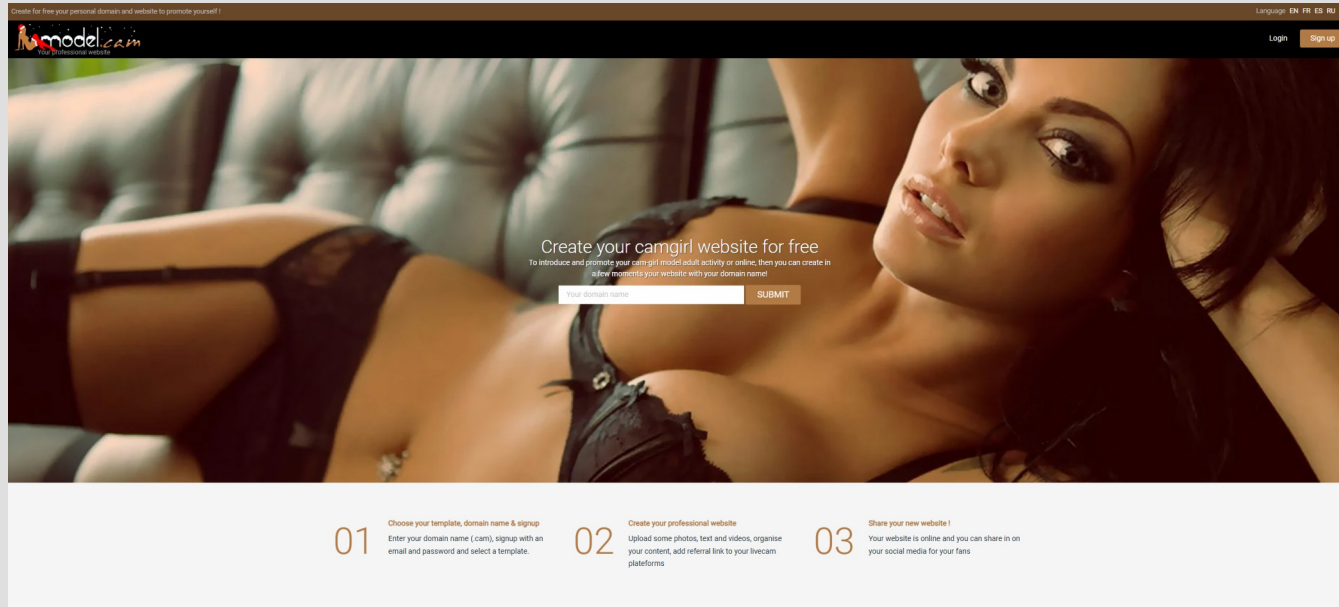 Create for free your personal domain and website to promote yourself !
Language EN FR ES RU
model.cam
Your professional website
Login
Sign up
Create your camgirl website for free
To introduce and promote your cam-girl model adult activity or online, then you can create in
a few moments your website with your domain name!
Your domain name
SUBMIT
01
Choose your template, domain name & signup
Enter your domain name (.cam), signup with an
email and password and select a template.
02
Create your professional website
Upload some photos, text and videos, organise
your content, add referral link to your livecam
plateforms
03
Share your new website !
Your website is online and you can share in on
your social media for your fans